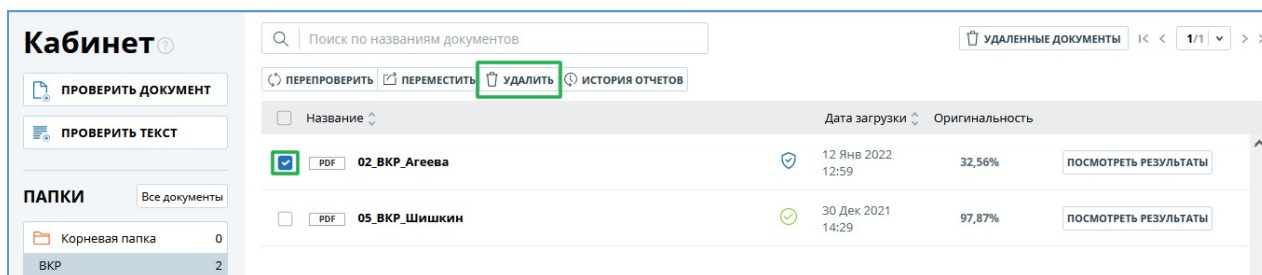 Кабинет
ПРОВЕРИТЬ ДОКУМЕНТ
ПРОВЕРИТЬ ТЕКСТ
ПАПКИ Все документы
Корневая папка 0
ВКР 2
Поиск по названиям документов
УДАЛЕННЫЕ ДОКУМЕНТЫ 1/1
ПЕРЕПРОВЕРИТЬ ПЕРЕМЕСТИТЬ УДАЛИТЬ ИСТОРИЯ ОТЧЕТОВ
Название Дата загрузки Оригинальность
PDF 02_ВКР_Агеева 12 Янв 2022 12:59 32,56% ПОСМОТРЕТЬ РЕЗУЛЬТАТЫ
PDF 05_ВКР_Шишкин 30 Дек 2021 14:29 97,87% ПОСМОТРЕТЬ РЕЗУЛЬТАТЫ